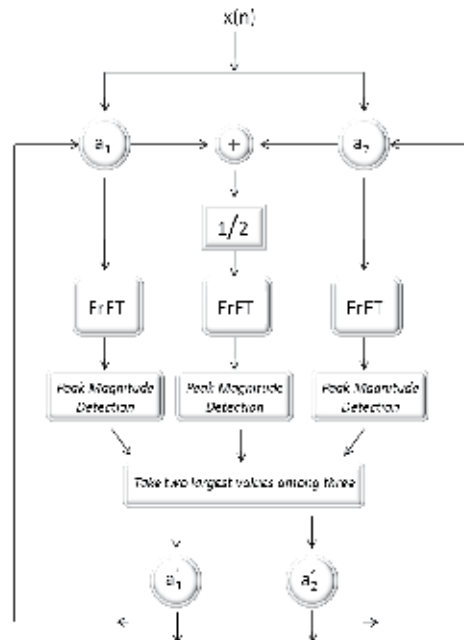 x(n)
a₁
+
a₂
1/2
FrFT
FrFT
FrFT
Peak Magnitude
Detection
Peak Magnitude
Detection
Peak Magnitude
Detection
Take two largest values among three
a₁′
a₂′